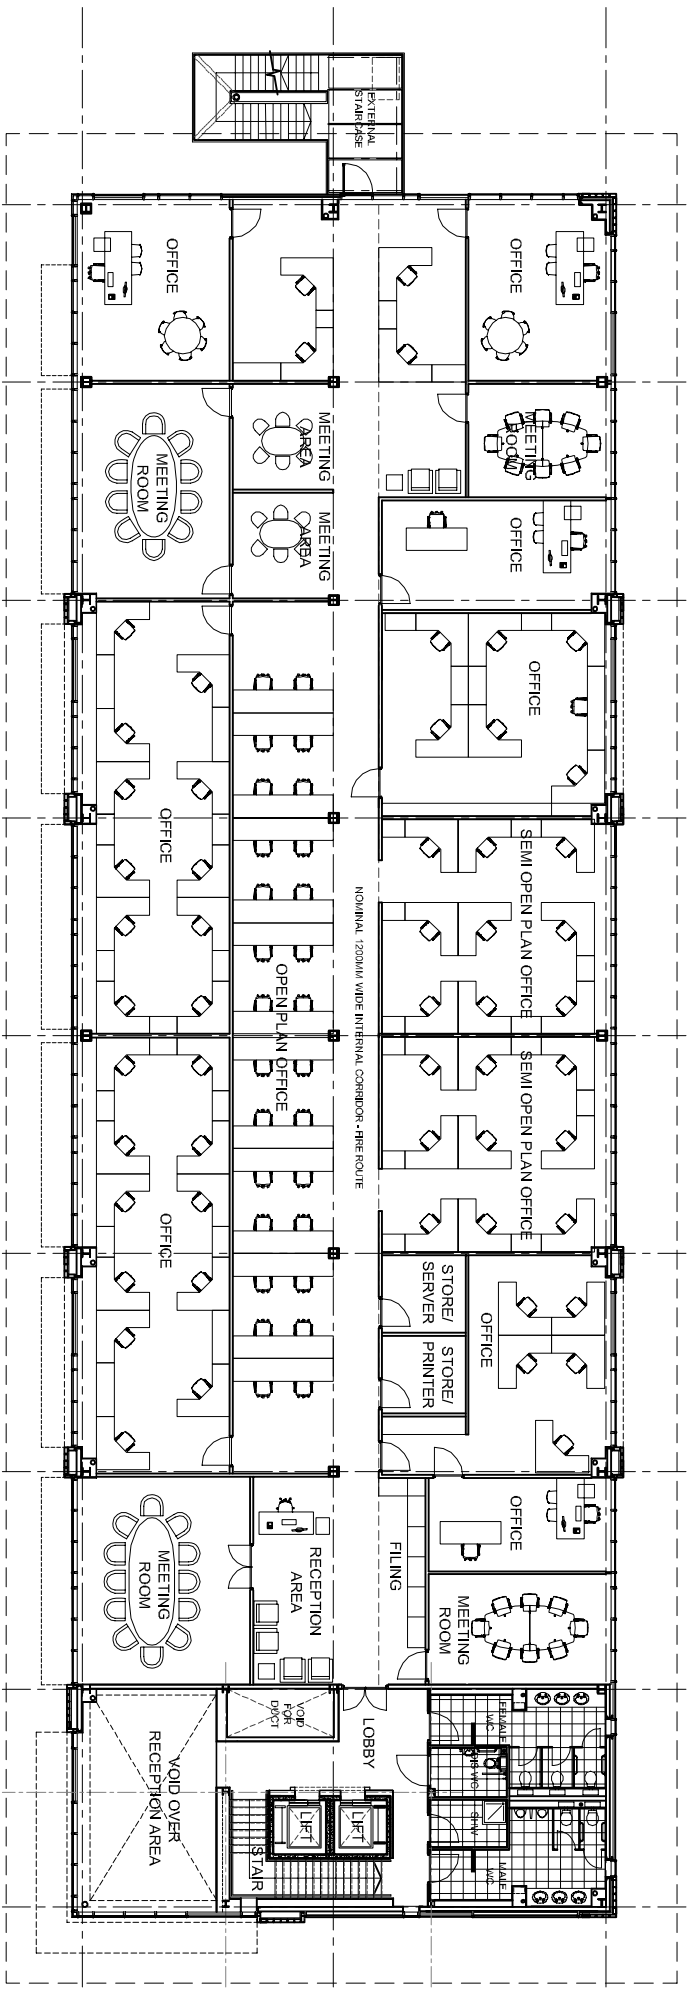 EXTERNAL
STAIRCASE
OFFICE
OFFICE
MEETING
AREA
MEETING
ROOM
MEETING
ROOM
MEETING
AREA
OFFICE
OFFICE
OFFICE
SEMI OPEN PLAN OFFICE
NOMINAL 1200MM WIDE INTERNAL CORRIDOR - FIRE ROUTE
OPEN PLAN OFFICE
SEMI OPEN PLAN OFFICE
OFFICE
STORE/
SERVER
OFFICE
STORE/
PRINTER
OFFICE
FILING
RECEPTION
AREA
MEETING
ROOM
MEETING
ROOM
FEMALE
WC
VOID
FOR
DUCT
LOBBY
DIS WC
VOID OVER
RECEPTION AREA
LIFT
LIFT
SHW
STAIR
MALE
WC